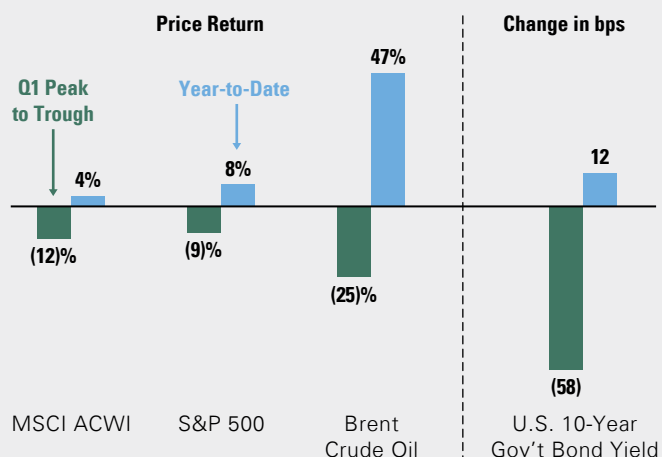 Price Return
Change in bps
Q1 Peak
to Trough
Year-to-Date
4%
8%
47%
12
(12)%
(9)%
(25)%
(58)
MSCI ACWI
S&P 500
Brent
Crude Oil
U.S. 10-Year
Gov't Bond Yield